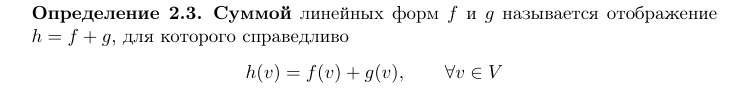 Определение 2.3. Суммой линейных форм f и g называется отображение
h = f + g, для которого справедливо
h(v) = f(v) + g(v), ∀v ∈ V